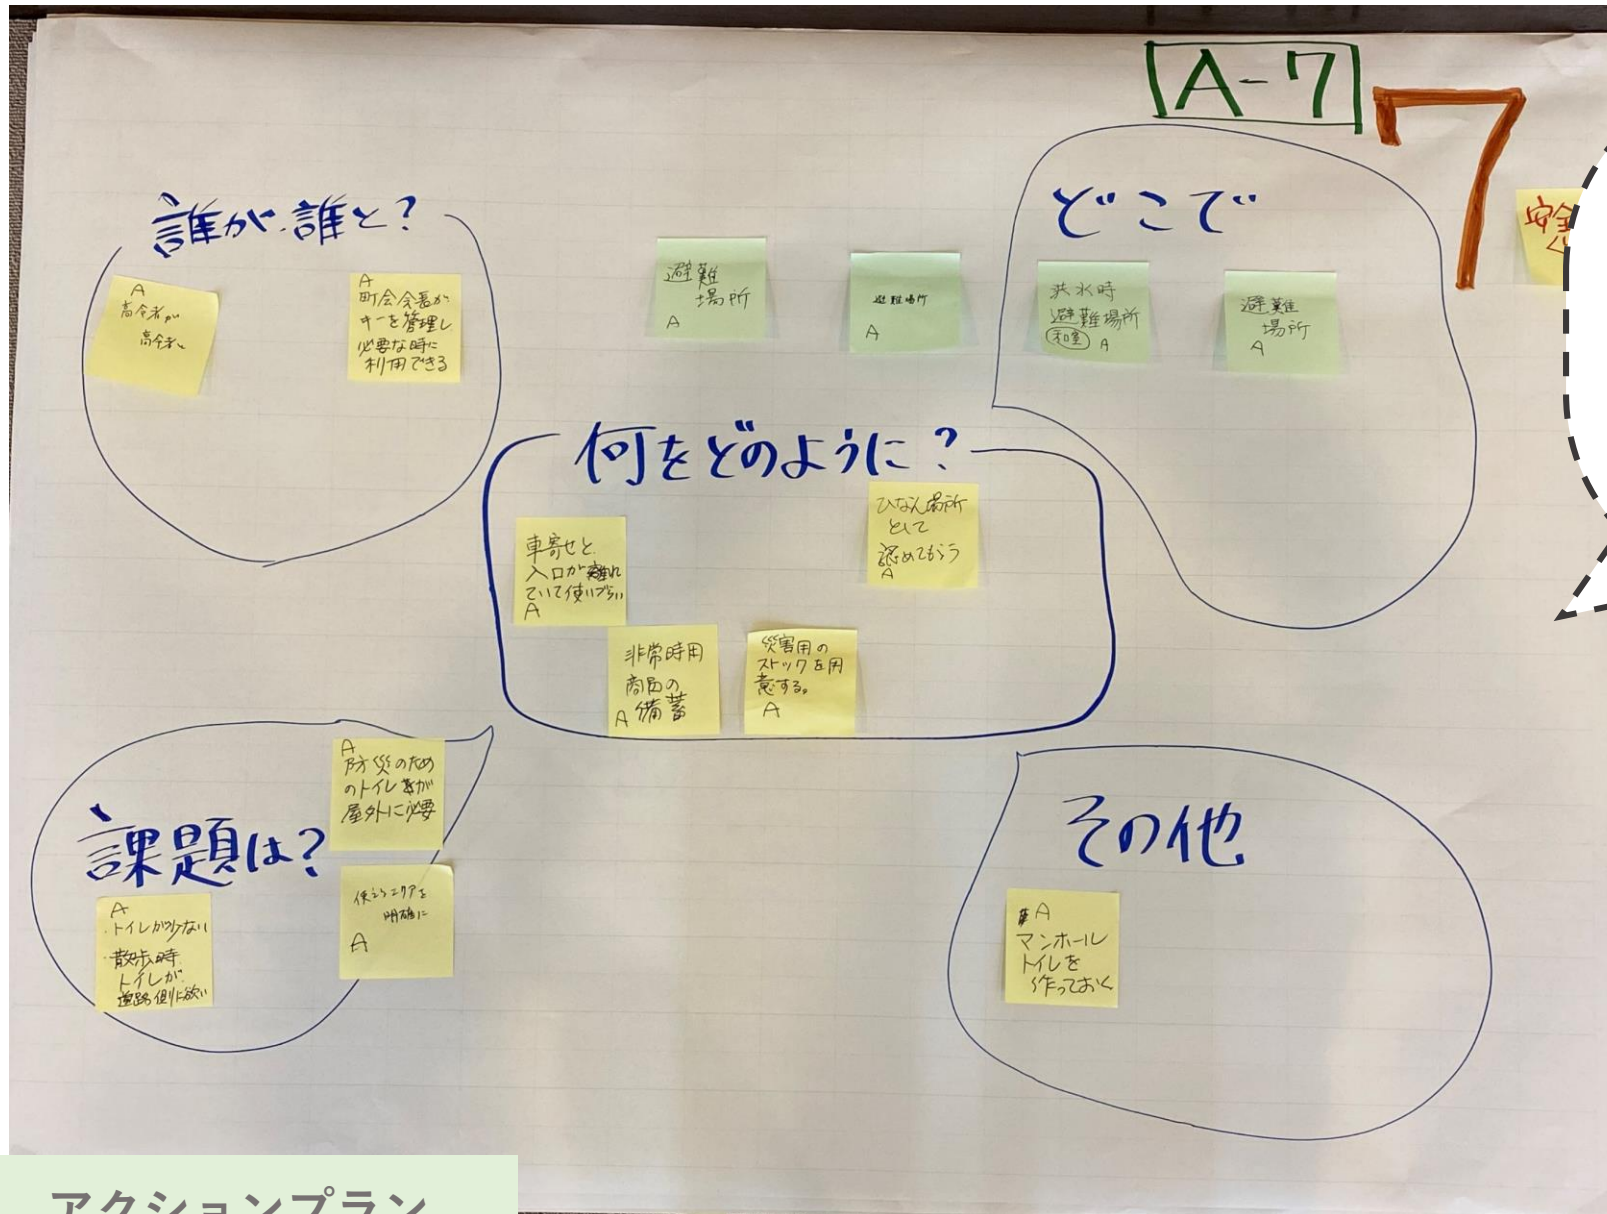 A-7
7
誰が、誰と?
A
高令者が
高令者と
A
町会会長が
キーを管理し
必要な時に
利用できる
避難
場所
A
避難場所
A
どこで
洪水時
避難場所
和室 A
避難
場所
A
安全
何をどのように?
車寄せと
入口が離れ
ていて使いづらい
A
ひなん場所
として
認めてもらう
A
非常時用
商品の
A 備蓄
災害用の
ストックを用
意する。
A
課題は?
A
防災のため
のトイレが
屋外に必要
A
・トイレが少ない
・散歩時
トイレが
道路側に欲しい
使えるエリアを
明確に
A
その他
A
マンホール
トイレを
作っておく
アクションプラン